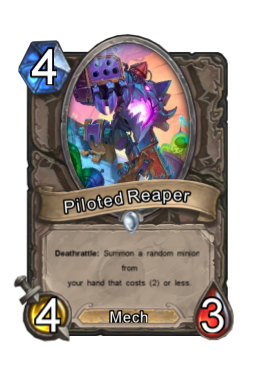 4
Piloted Reaper
Deathrattle: Summon a random minion
from
your hand that costs (2) or less.
4
Mech
3